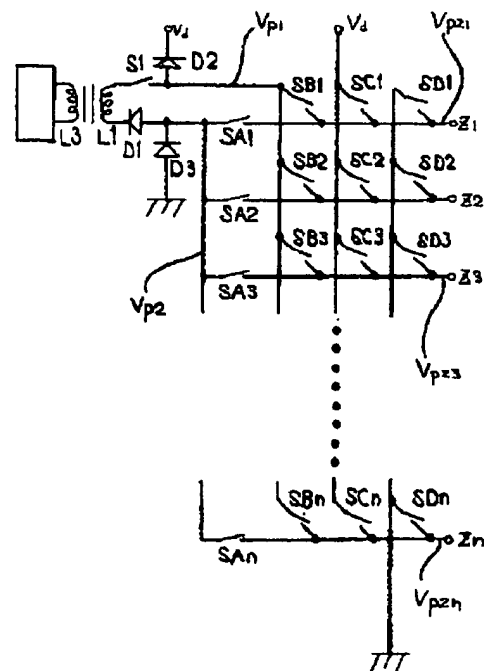 Vd
Vp1
Vd
Vpz1
S1
D2
SB1
SC1
SD1
L3
L1
D1
D3
SA1
Z1
SB2
SC2
SD2
SA2
Z2
SB3
SC3
SD3
Vp2
SA3
Z3
Vpz3
SBn
SCn
SDn
SAn
Zn
Vpzn